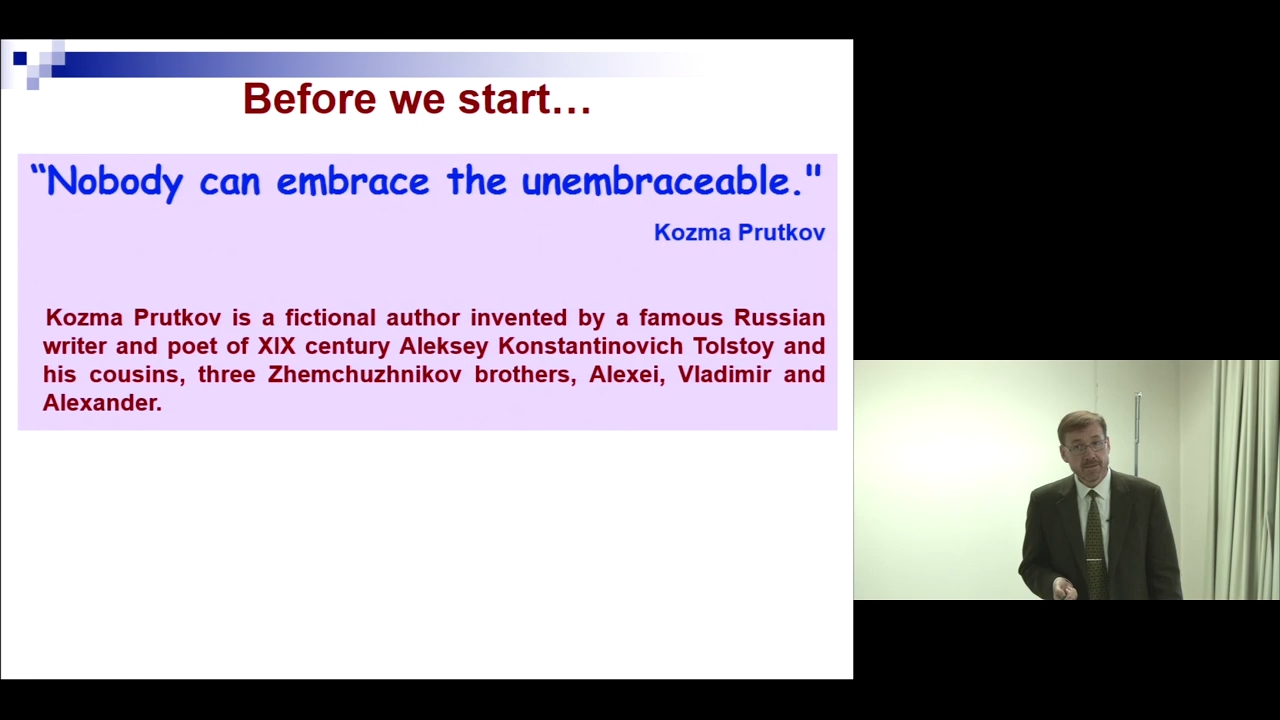 Before we start…
“Nobody can embrace the unembraceable."
Kozma Prutkov
Kozma Prutkov is a fictional author invented by a famous Russian
writer and poet of XIX century Aleksey Konstantinovich Tolstoy and
his cousins, three Zhemchuzhnikov brothers, Alexei, Vladimir and
Alexander.